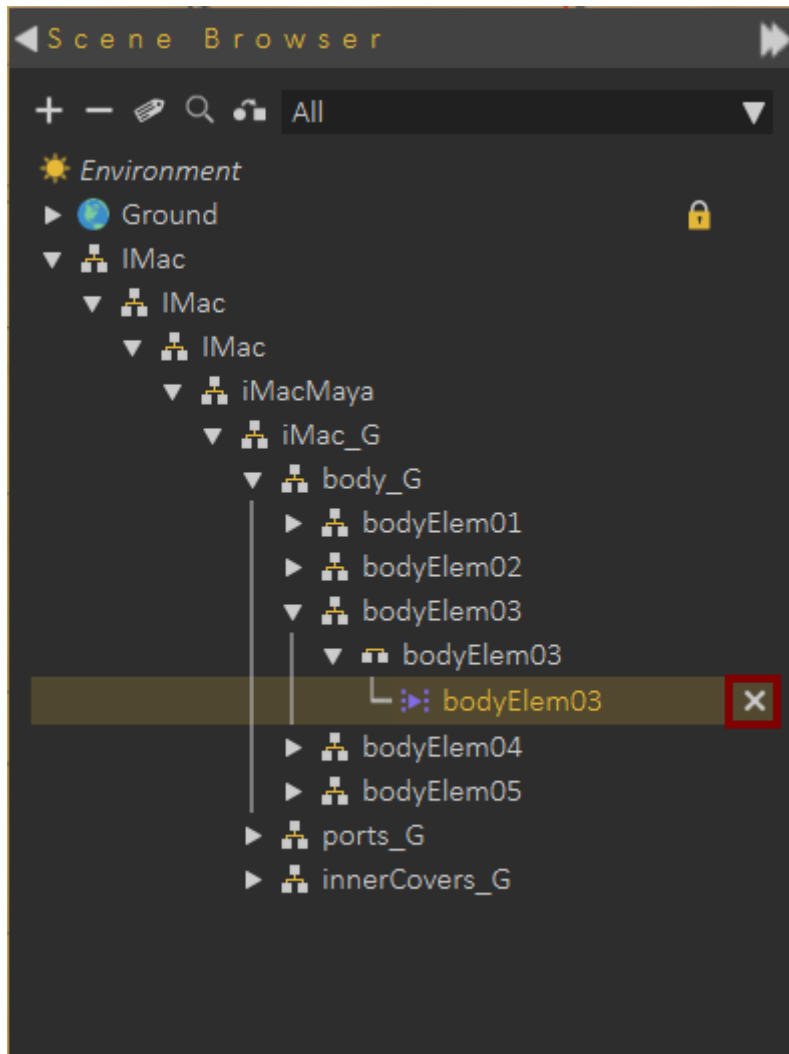 Scene Browser
All
Environment
Ground
IMac
IMac
IMac
iMacMaya
iMac_G
body_G
bodyElem01
bodyElem02
bodyElem03
bodyElem03
bodyElem03
bodyElem04
bodyElem05
ports_G
innerCovers_G